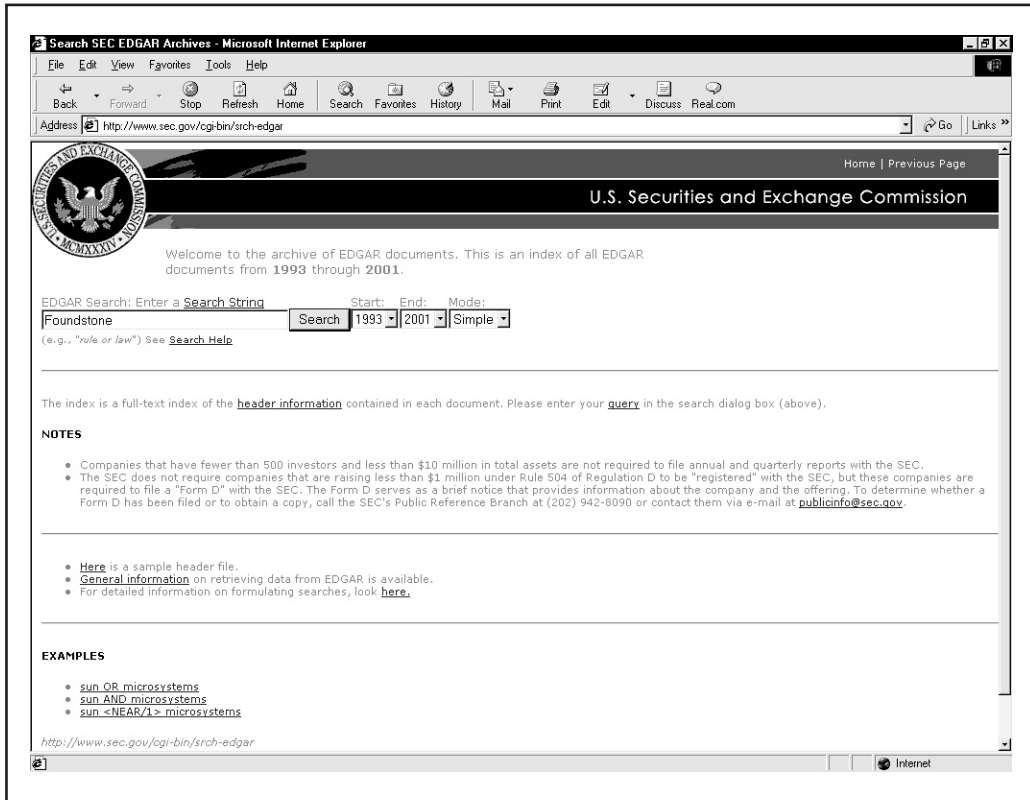 Search SEC EDGAR Archives - Microsoft Internet Explorer
File Edit View Favorites Tools Help
Back Forward Stop Refresh Home Search Favorites History Mail Print Edit Discuss Real.com
Address http://www.sec.gov/cgi-bin/srch-edgar Go Links »
U.S. SECURITIES AND EXCHANGE COMMISSION
MCMXXXIV
Home | Previous Page
U.S. Securities and Exchange Commission
Welcome to the archive of EDGAR documents. This is an index of all EDGAR
documents from 1993 through 2001.
EDGAR Search: Enter a Search String Start: End: Mode:
Foundstone Search 1993 2001 Simple
(e.g., "rule or law") See Search Help
The index is a full-text index of the header information contained in each document. Please enter your query in the search dialog box (above).
NOTES
• Companies that have fewer than 500 investors and less than $10 million in total assets are not required to file annual and quarterly reports with the SEC.
• The SEC does not require companies that are raising less than $1 million under Rule 504 of Regulation D to be "registered" with the SEC, but these companies are
required to file a "Form D" with the SEC. The Form D serves as a brief notice that provides information about the company and the offering. To determine whether a
Form D has been filed or to obtain a copy, call the SEC's Public Reference Branch at (202) 942-8090 or contact them via e-mail at publicinfo@sec.gov.
• Here is a sample header file.
• General information on retrieving data from EDGAR is available.
• For detailed information on formulating searches, look here.
EXAMPLES
• sun OR microsystems
• sun AND microsystems
• sun <NEAR/1> microsystems
http://www.sec.gov/cgi-bin/srch-edgar
Internet